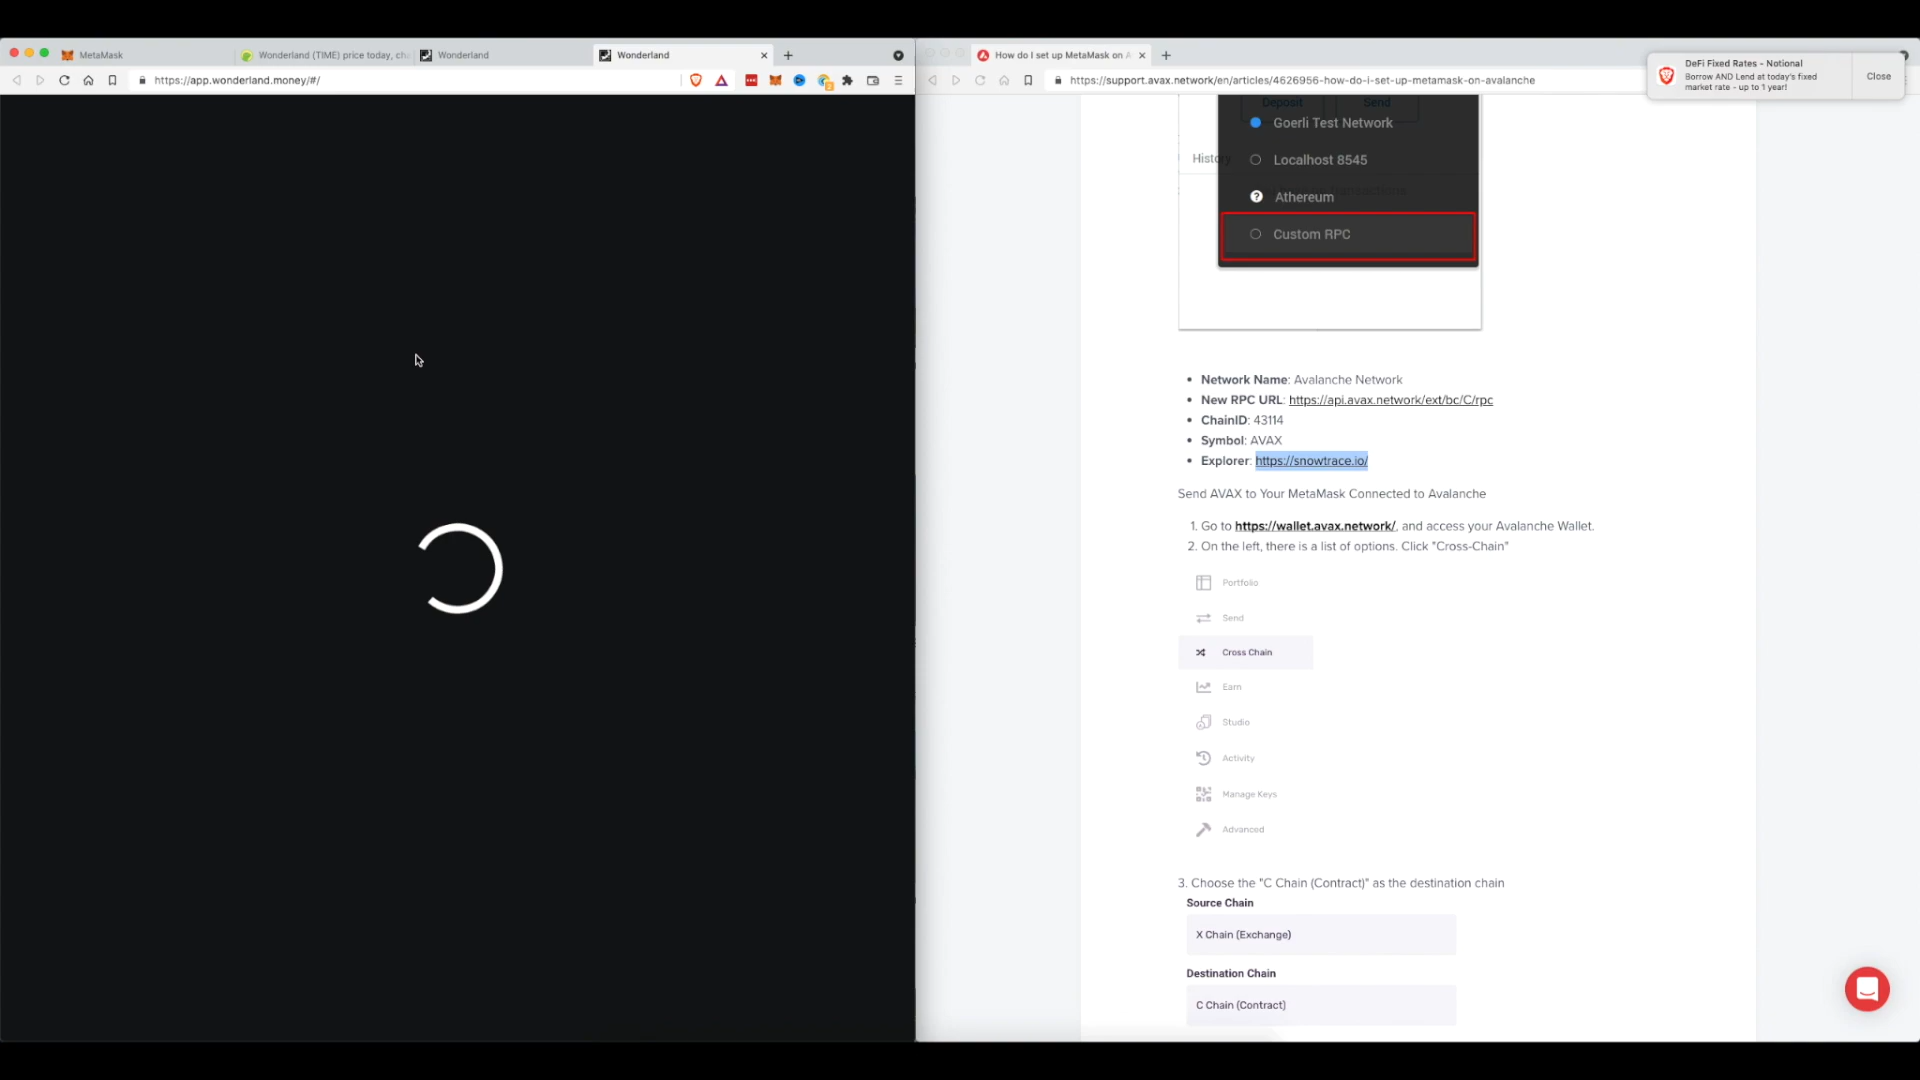 MetaMask
Wonderland (TIME) price today, ch
Wonderland
Wonderland
https://app.wonderland.money/#/
2
How do I set up MetaMask on A
https://support.avax.network/en/articles/4626956-how-do-i-set-up-metamask-on-avalanche
DeFi Fixed Rates - Notional
Borrow AND Lend at today's fixed
market rate - up to 1 year!
Close
Deposit
Send
Goerli Test Network
History
Localhost 8545
Athereum
Custom RPC
• Network Name: Avalanche Network
• New RPC URL: https://api.avax.network/ext/bc/C/rpc
• ChainID: 43114
• Symbol: AVAX
• Explorer: https://snowtrace.io/
Send AVAX to Your MetaMask Connected to Avalanche
1. Go to https://wallet.avax.network/, and access your Avalanche Wallet.
2. On the left, there is a list of options. Click "Cross-Chain"
Portfolio
Send
Cross Chain
Earn
Studio
Activity
Manage Keys
Advanced
3. Choose the "C Chain (Contract)" as the destination chain
Source Chain
X Chain (Exchange)
Destination Chain
C Chain (Contract)